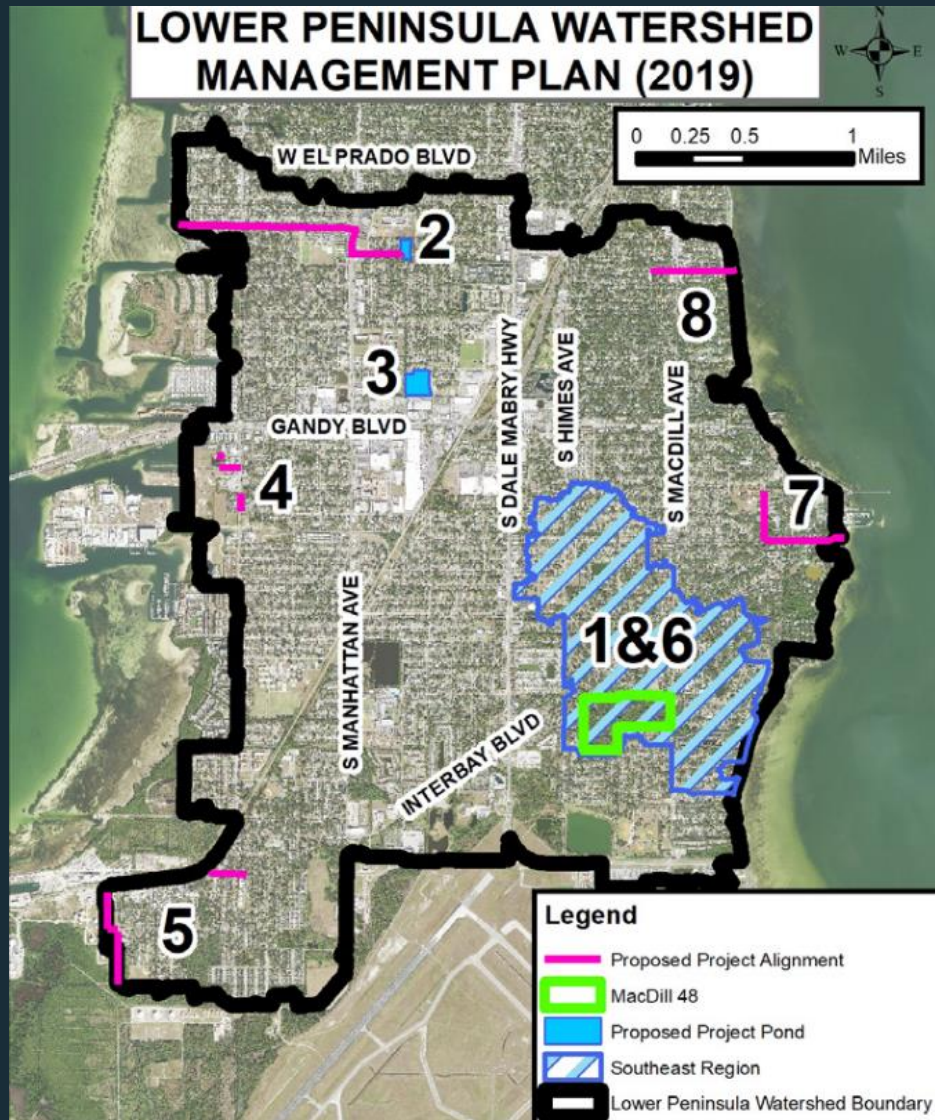 LOWER PENINSULA WATERSHED
MANAGEMENT PLAN (2019)
N
W E
S
0 0.25 0.5 1
Miles
W EL PRADO BLVD
2
8
3
S DALE MABRY HWY
S HIMES AVE
S MACDILL AVE
GANDY BLVD
4
7
1&6
S MANHATTAN AVE
INTERBAY BLVD
5
Legend
Proposed Project Alignment
MacDill 48
Proposed Project Pond
Southeast Region
Lower Peninsula Watershed Boundary